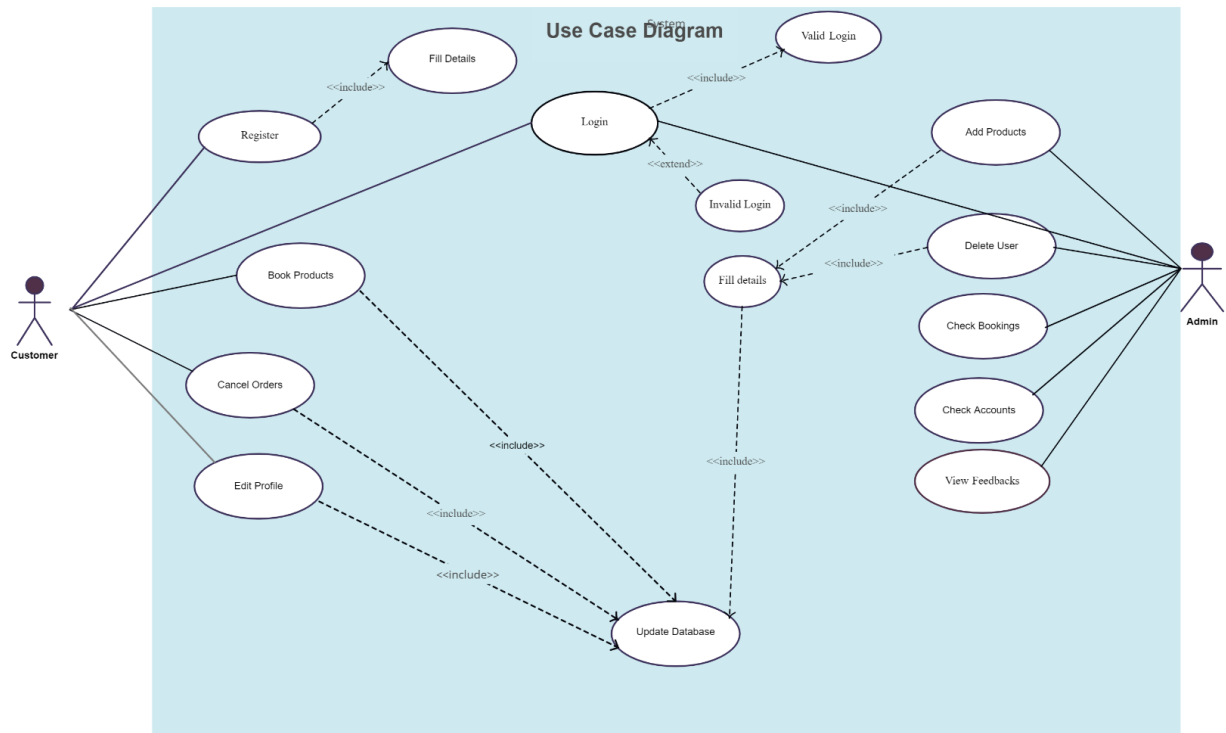 System
Use Case Diagram
Valid Login
Fill Details
<<include>>
<<include>>
Login
Register
Add Products
<<extend>>
Invalid Login
<<include>>
Delete User
<<include>>
Book Products
Fill details
Check Bookings
Customer
Admin
Cancel Orders
Check Accounts
<<include>>
<<include>>
View Feedbacks
Edit Profile
<<include>>
<<include>>
Update Database